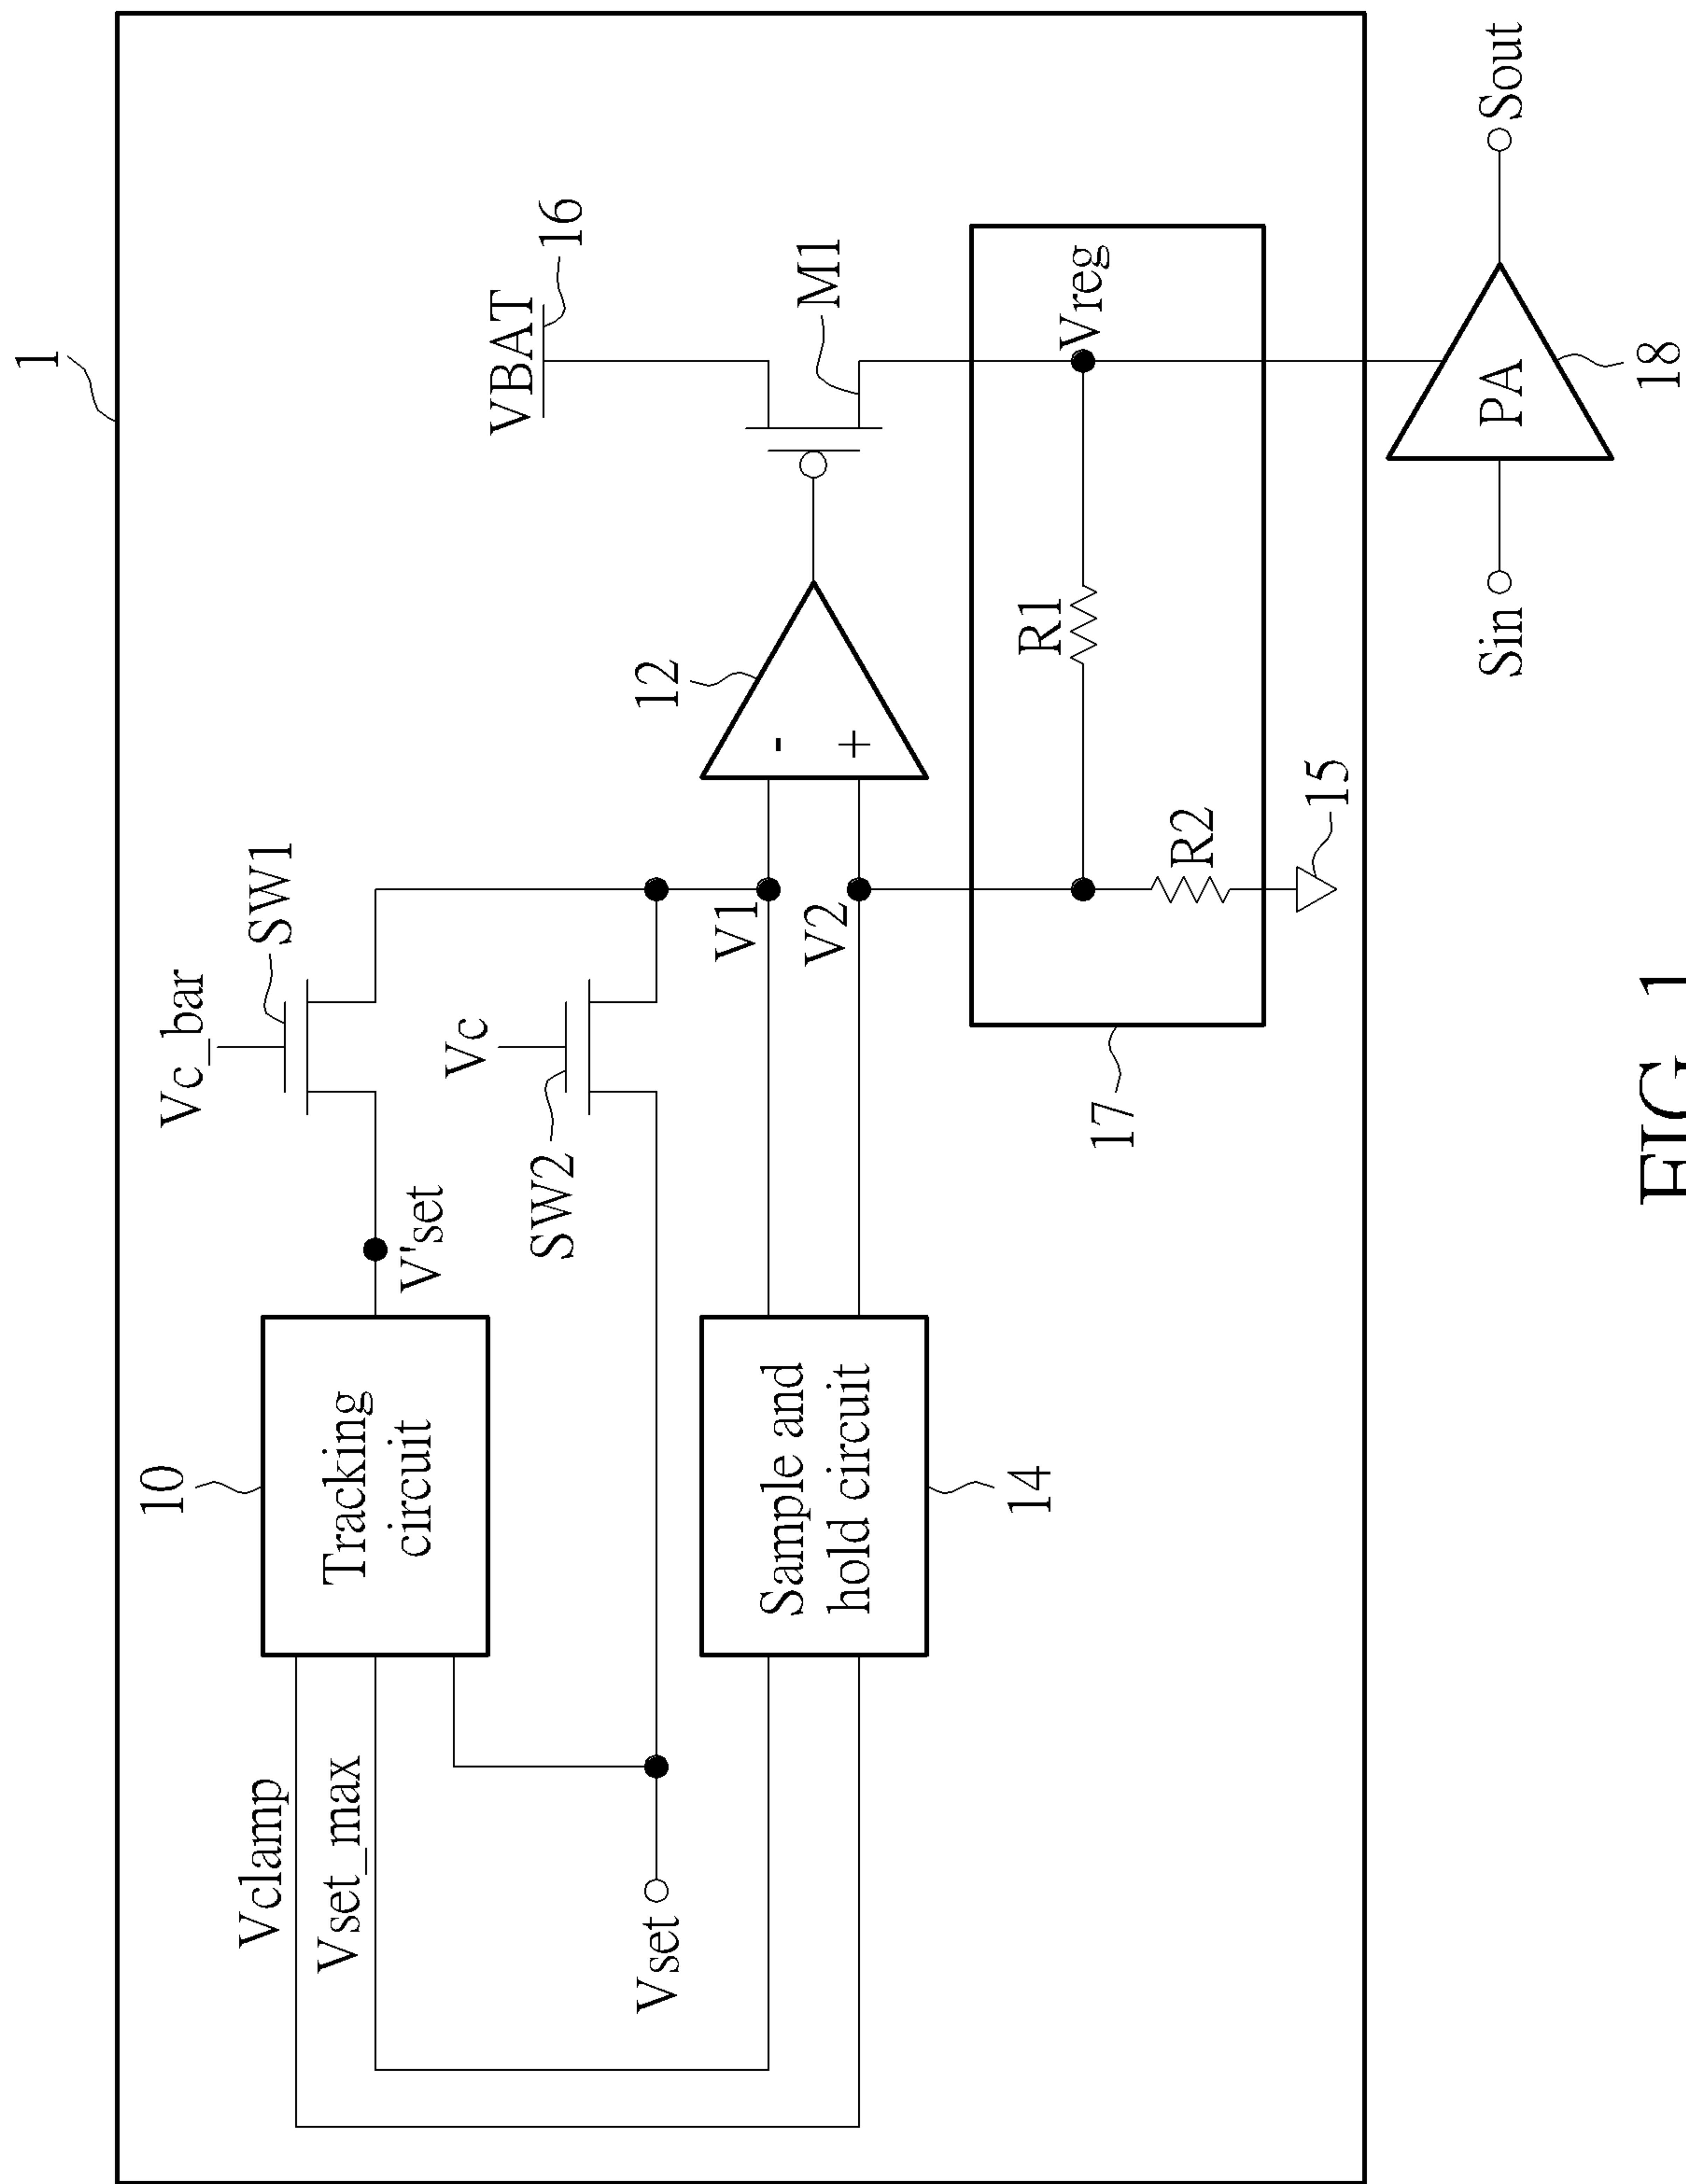 1
VBAT
16
Vc_bar
SW1
10
Tracking
circuit
V'set
Vclamp
Vset_max
Vc
SW2
Vset
12
M1
V1
-
V2
+
Sample and
hold circuit
14
R1
Vreg
R2
17
15
Sin
PA
Sout
18
FIG. 1